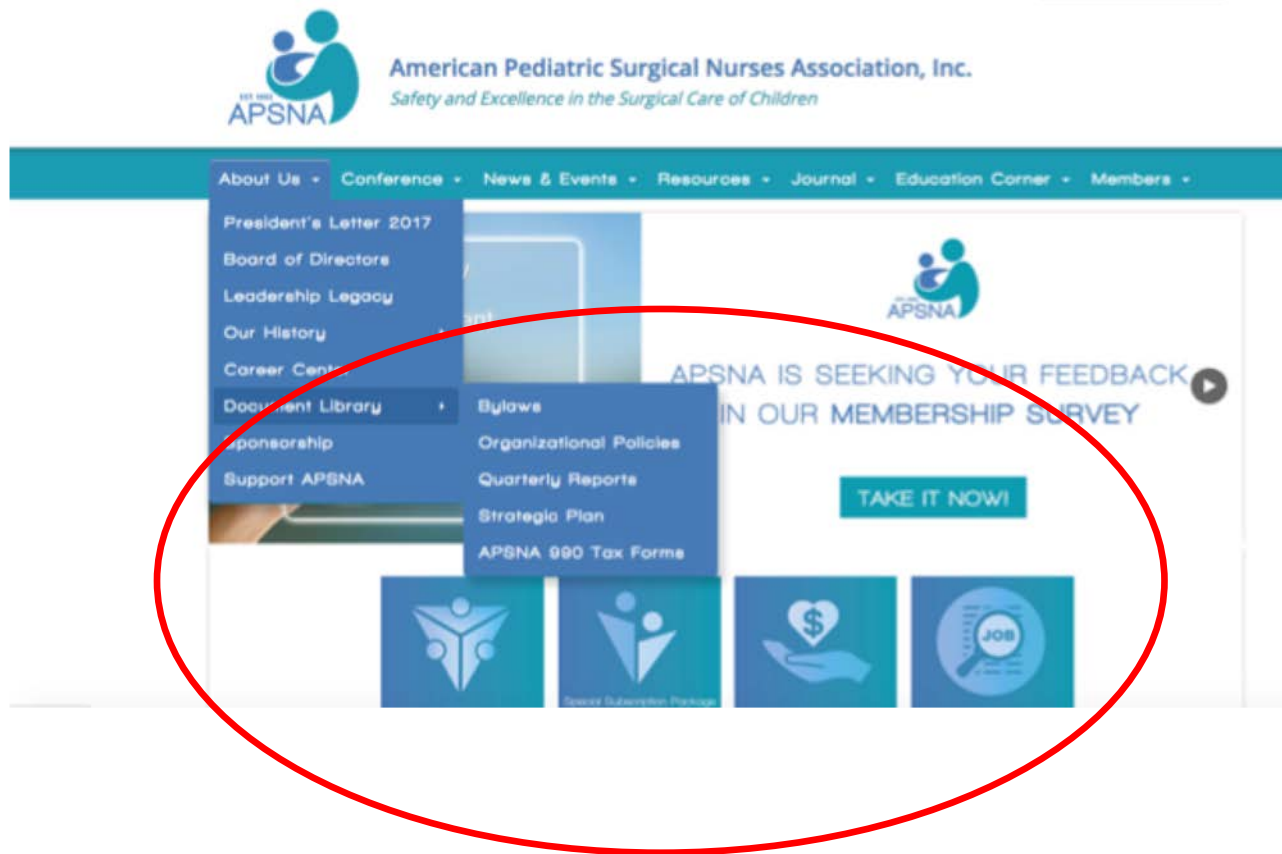 American Pediatric Surgical Nurses Association, Inc.
Safety and Excellence in the Surgical Care of Children
APSNA
About Us Conference News & Events Resources Journal Education Corner Members
President's Letter 2017
Board of Directors
Leadership Legacy
Our History
Career Center
Document Library
Sponsorship
Support APSNA
Bylaws
Organizational Policies
Quarterly Reports
Strategic Plan
APSNA 990 Tax Forms
APSNA
APSNA IS SEEKING YOUR FEEDBACK
IN OUR MEMBERSHIP SURVEY
TAKE IT NOW!
$
JOB
Special Subscription Package